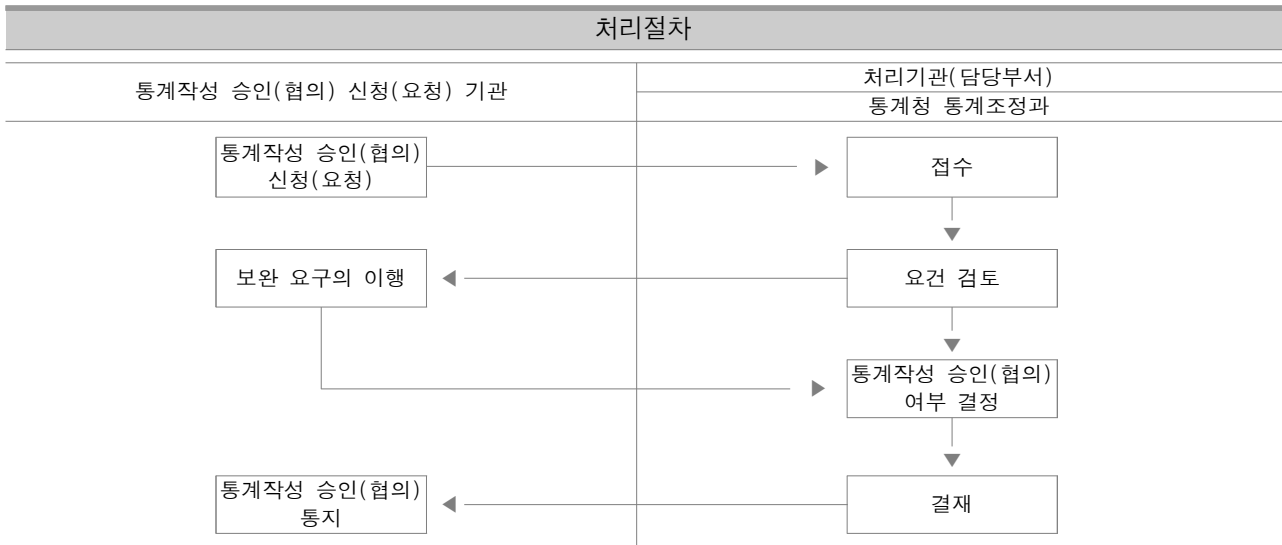 처리절차
통계작성 승인(협의) 신청(요청) 기관
처리기관(담당부서)
통계청 통계조정과
통계작성 승인(협의)
신청(요청)
접수
보완 요구의 이행
요건 검토
통계작성 승인(협의)
여부 결정
통계작성 승인(협의)
통지
결재